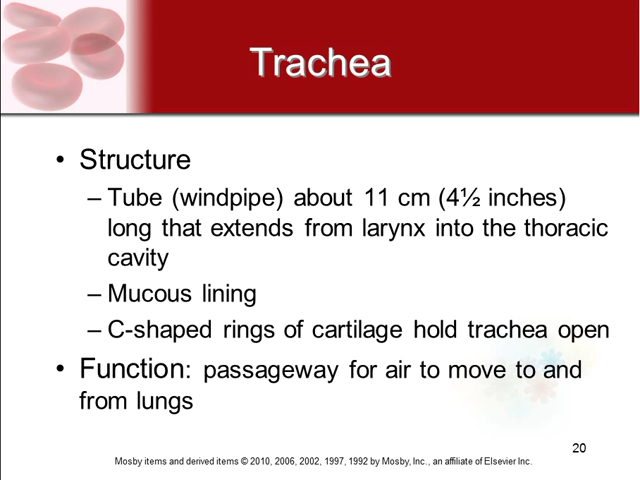 Trachea
• Structure
– Tube (windpipe) about 11 cm (4½ inches)
long that extends from larynx into the thoracic
cavity
– Mucous lining
– C-shaped rings of cartilage hold trachea open
• Function: passageway for air to move to and
from lungs
20
Mosby items and derived items © 2010, 2006, 2002, 1997, 1992 by Mosby, Inc., an affiliate of Elsevier Inc.